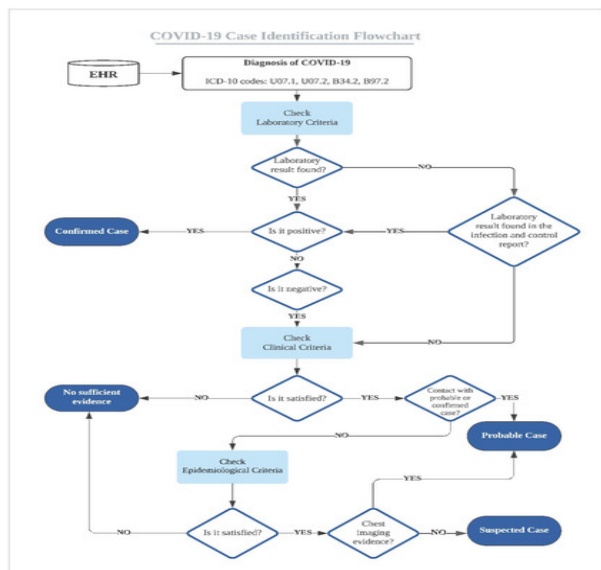 COVID-19 Case Identification Flowchart
EHR
Diagnosis of COVID-19
ICD-10 codes: U07.1, U07.2, B34.2, B97.2
Check
Laboratory Criteria
Laboratory
result found?
NO
YES
Laboratory
result found in the
infection and control
report?
YES
Is it positive?
YES
Confirmed Case
NO
Is it negative?
YES
NO
Check
Clinical Criteria
Is it satisfied?
NO
No sufficient
evidence
YES
Contact with
probable or
confirmed
case?
YES
Probable Case
NO
Check
Epidemiological Criteria
YES
Is it satisfied?
NO
YES
Chest
imaging
evidence?
NO
Suspected Case